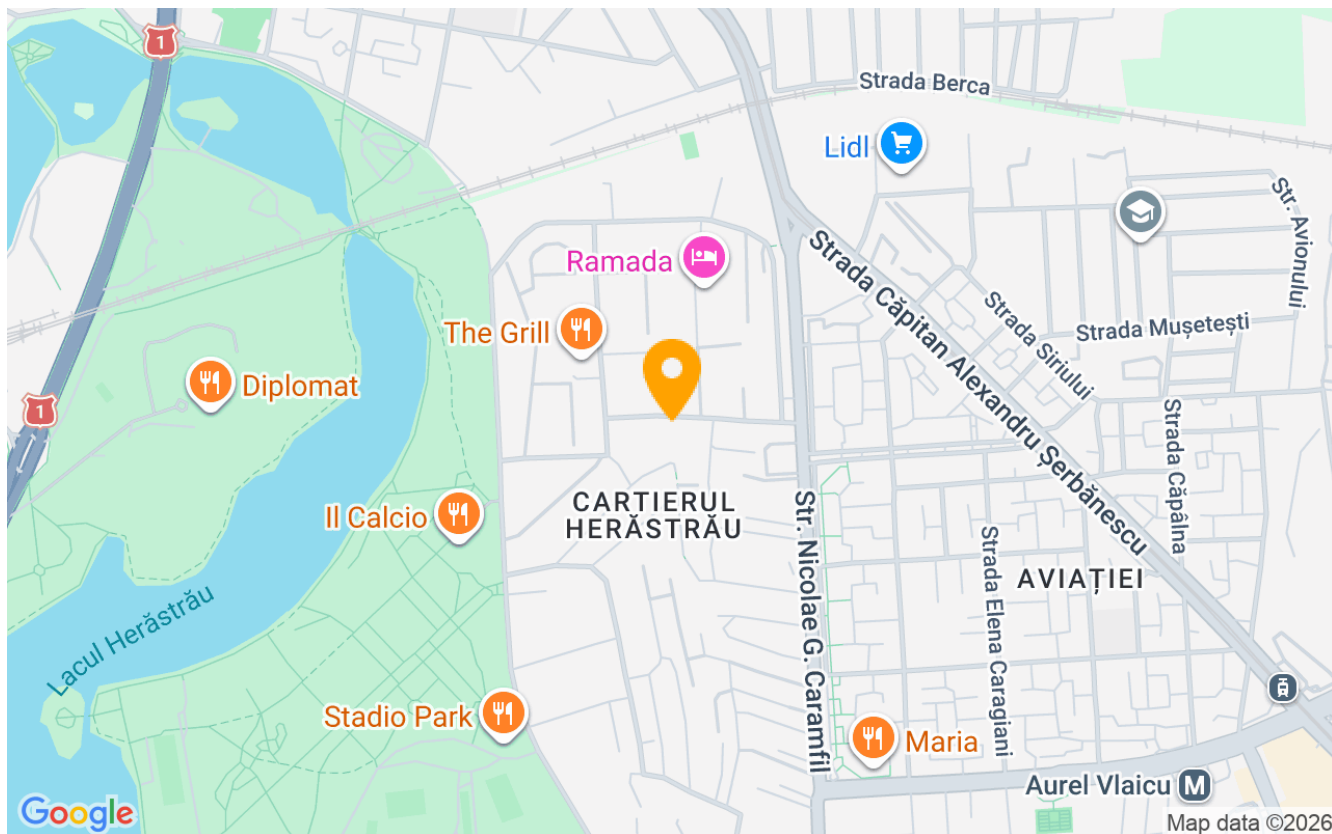 1
Strada Berca
Lidl
Str. Avionului
Ramada
Strada Căpitan Alexandru Șerbănescu
The Grill
Strada Siriului
Strada Mușetești
Diplomat
1
Strada Căpâlna
CARTIERUL
HERĂSTRĂU
Il Calcio
Str. Nicolae G. Caramfil
Strada Elena Caragiani
AVIAȚIEI
Lacul Herăstrău
Stadio Park
Maria
Aurel Vlaicu M
Google
Map data ©2026